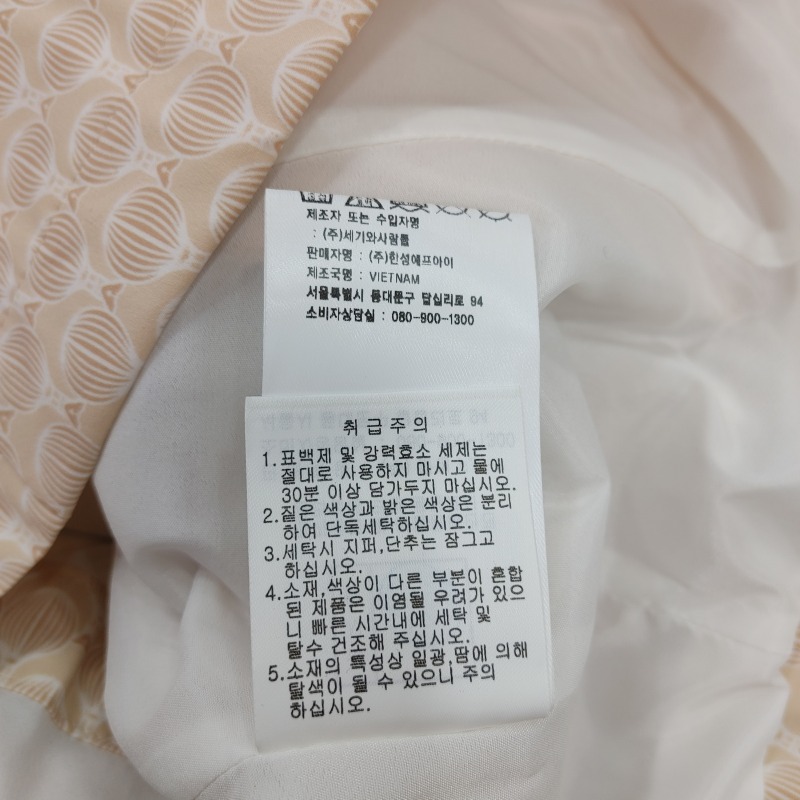 제조자 또는 수입자명
: (주)세기와사람들
판매자명 : (주)한성에프아이
제조국명 : VIETNAM
서울특별시 동대문구 답십리로 94
소비자상담실 : 080-900-1300
취급주의
1.표백제 및 강력효소 세제는
절대로 사용하지 마시고 물에
30분 이상 담가두지 마십시오.
2.짙은 색상과 밝은 색상은 분리
하여 단독세탁하십시오.
3.세탁시 지퍼,단추는 잠그고
하십시오.
4.소재,색상이 다른 부분이 혼합
된 제품은 이염될 우려가 있으
니 빠른 시간내에 세탁 및
탈수 건조해 주십시오.
5.소재의 특성상 일광,땀에 의해
탈색이 될 수 있으니 주의
하십시오.